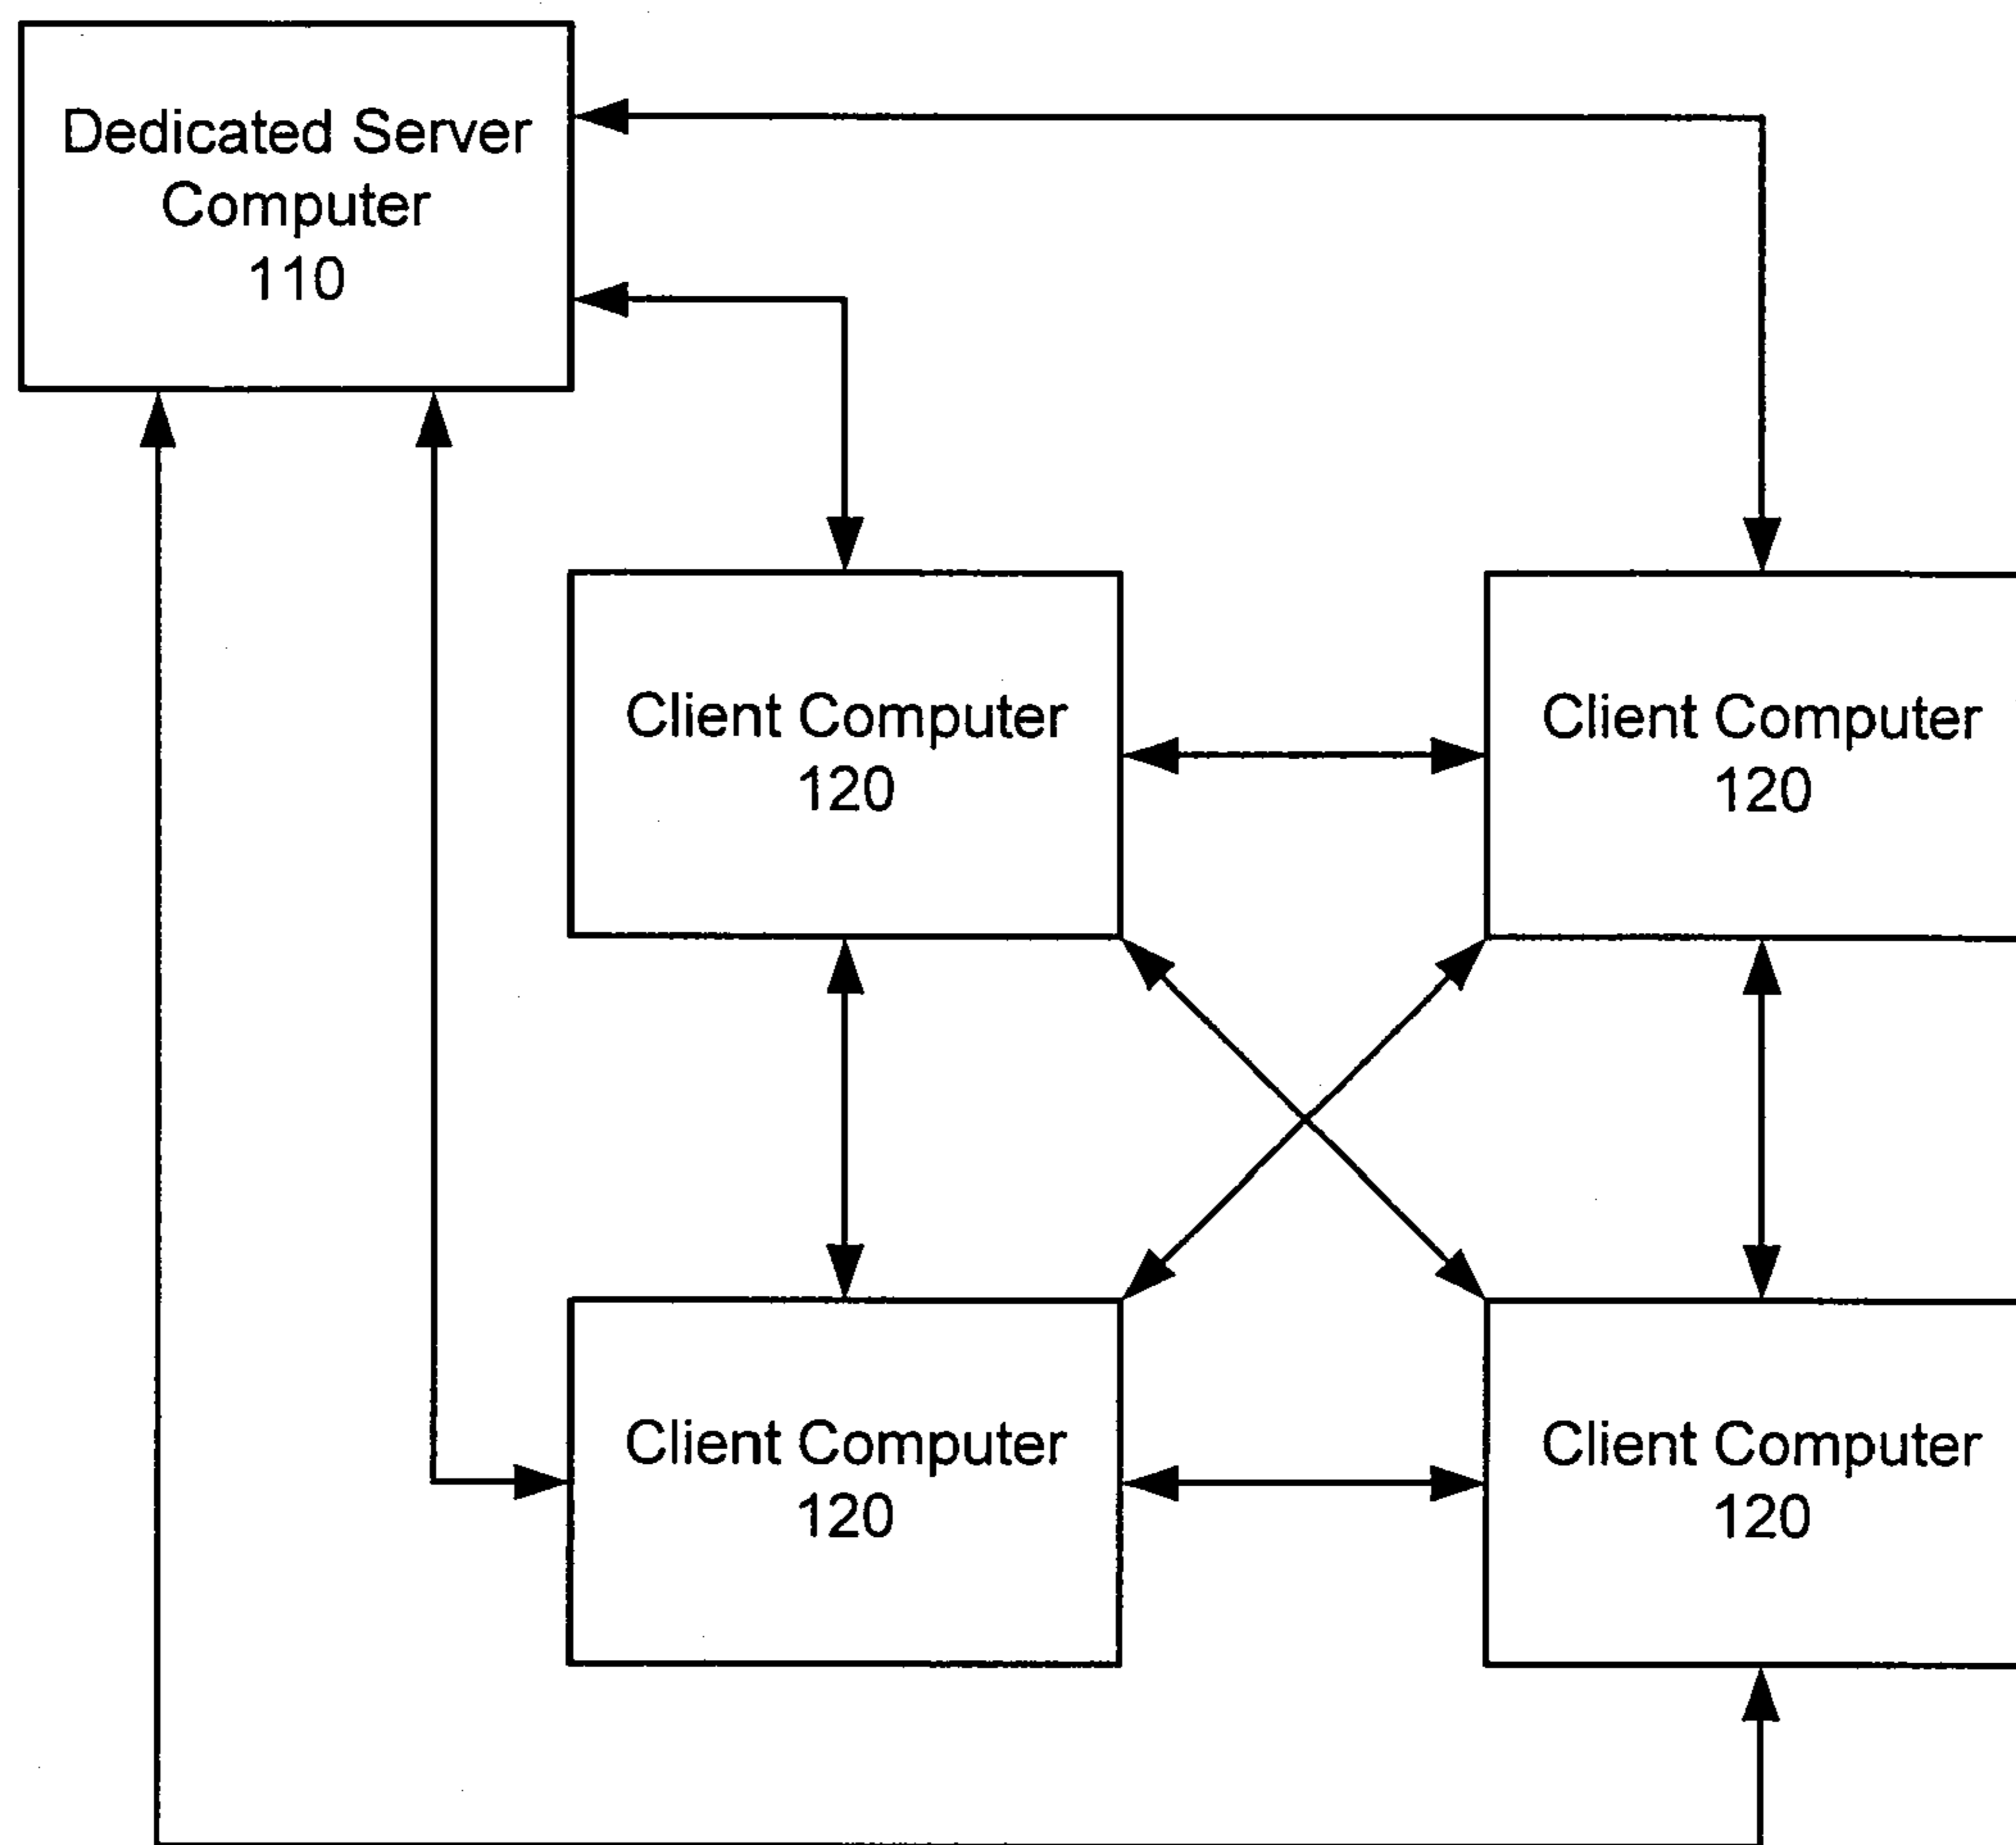 Dedicated Server
Computer
110
Client Computer
120
Client Computer
120
Client Computer
120
Client Computer
120